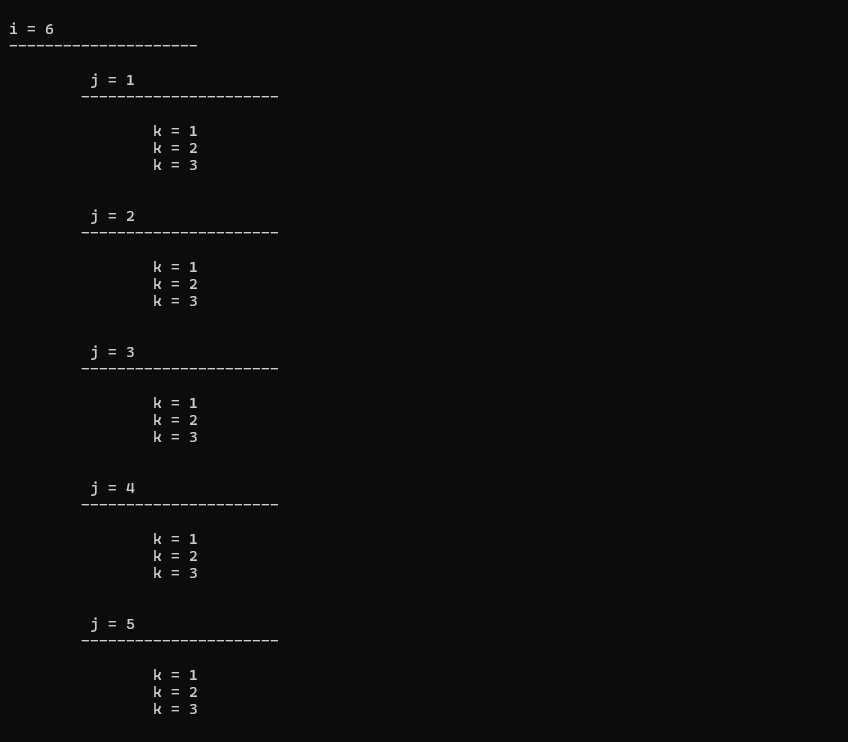 i = 6
---------------------
j = 1
----------------------
k = 1
k = 2
k = 3
j = 2
----------------------
k = 1
k = 2
k = 3
j = 3
----------------------
k = 1
k = 2
k = 3
j = 4
----------------------
k = 1
k = 2
k = 3
j = 5
----------------------
k = 1
k = 2
k = 3